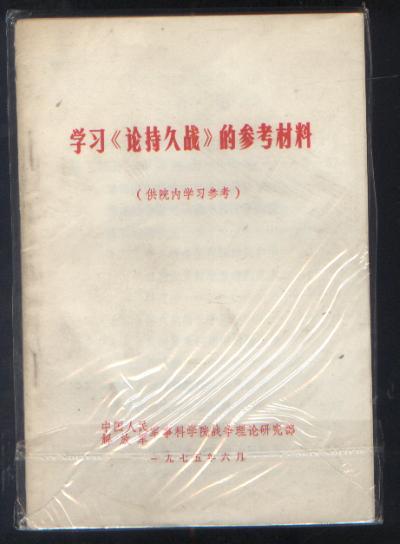 学习《论持久战》的参考材料
（供院内学习参考）
中国人民
解放军军事科学院战争理论研究部
一九七五年六月